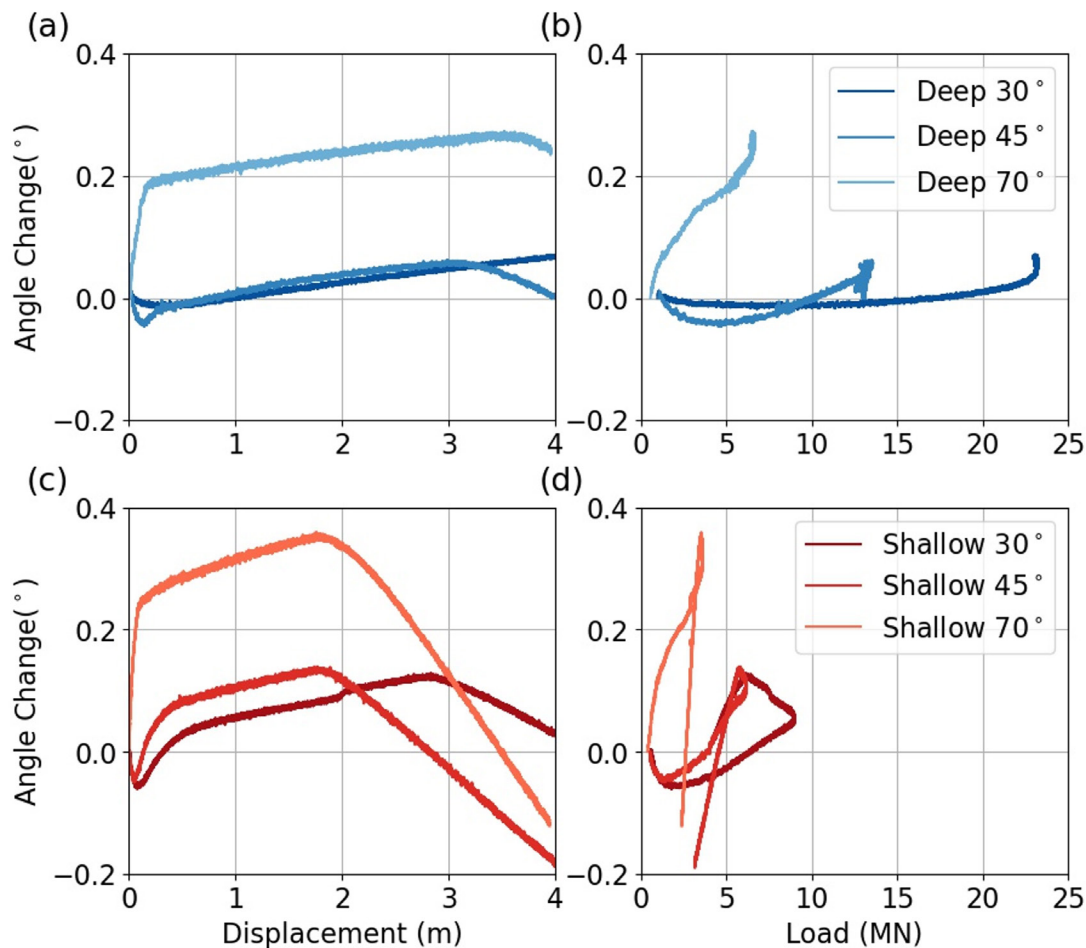 (a)
(b)
0.4
0.2
0.0
−0.2
Angle Change(°)
0
1
2
3
4
0.4
0.2
0.0
−0.2
0
5
10
15
20
25
Deep 30°
Deep 45°
Deep 70°
(c)
(d)
0.4
0.2
0.0
−0.2
Angle Change(°)
0
1
2
3
4
Displacement (m)
0.4
0.2
0.0
−0.2
0
5
10
15
20
25
Load (MN)
Shallow 30°
Shallow 45°
Shallow 70°